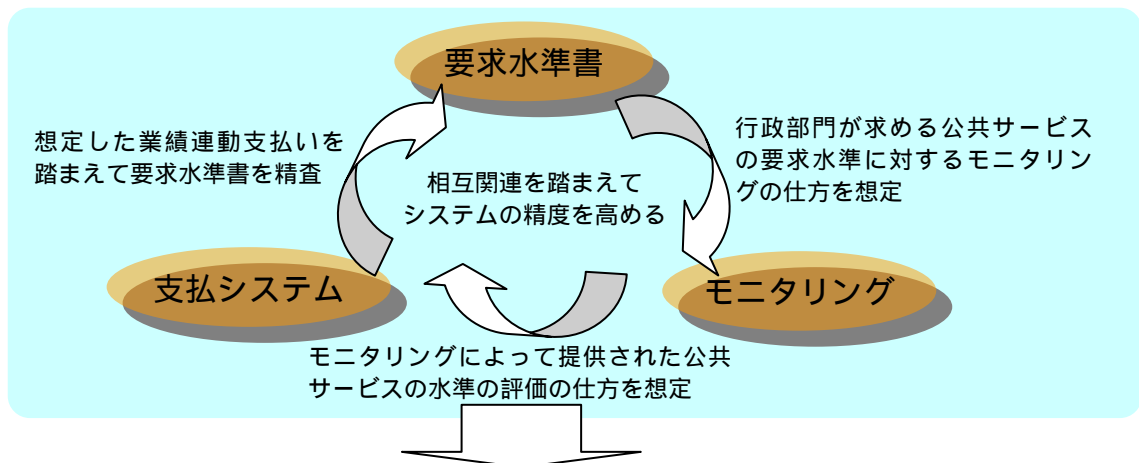 要求水準書
想定した業績連動支払いを
踏まえて要求水準書を精査
行政部門が求める公共サービス
の要求水準に対するモニタリン
グの仕方を想定
相互関連を踏まえて
システムの精度を高める
支払システム
モニタリング
モニタリングによって提供された公共
サービスの水準の評価の仕方を想定